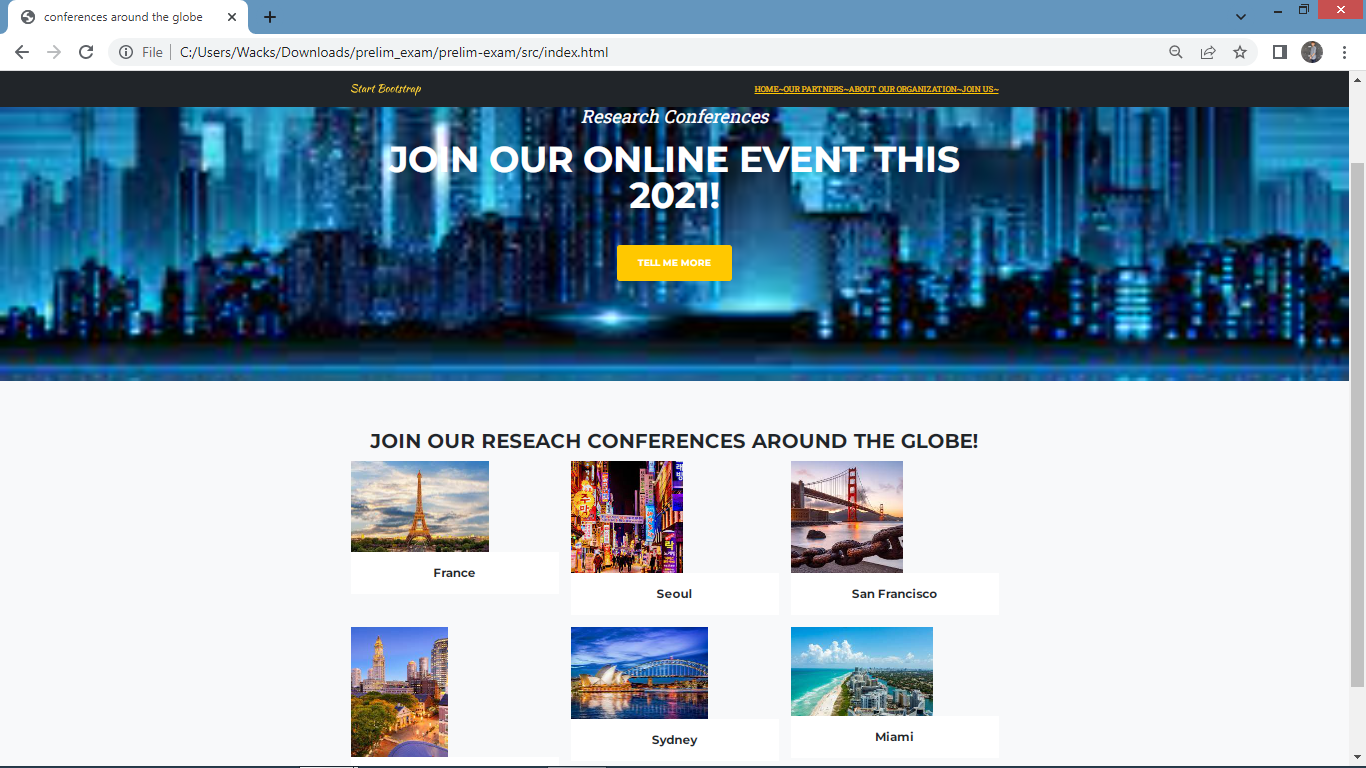 conferences around the globe
File
C:/Users/Wacks/Downloads/prelim_exam/prelim-exam/src/index.html
Start Bootstrap
HOME~OUR PARTNERS~ABOUT OUR ORGANIZATION~JOIN US~
Research Conferences
JOIN OUR ONLINE EVENT THIS
2021!
TELL ME MORE
JOIN OUR RESEACH CONFERENCES AROUND THE GLOBE!
France
Seoul
San Francisco
Sydney
Miami